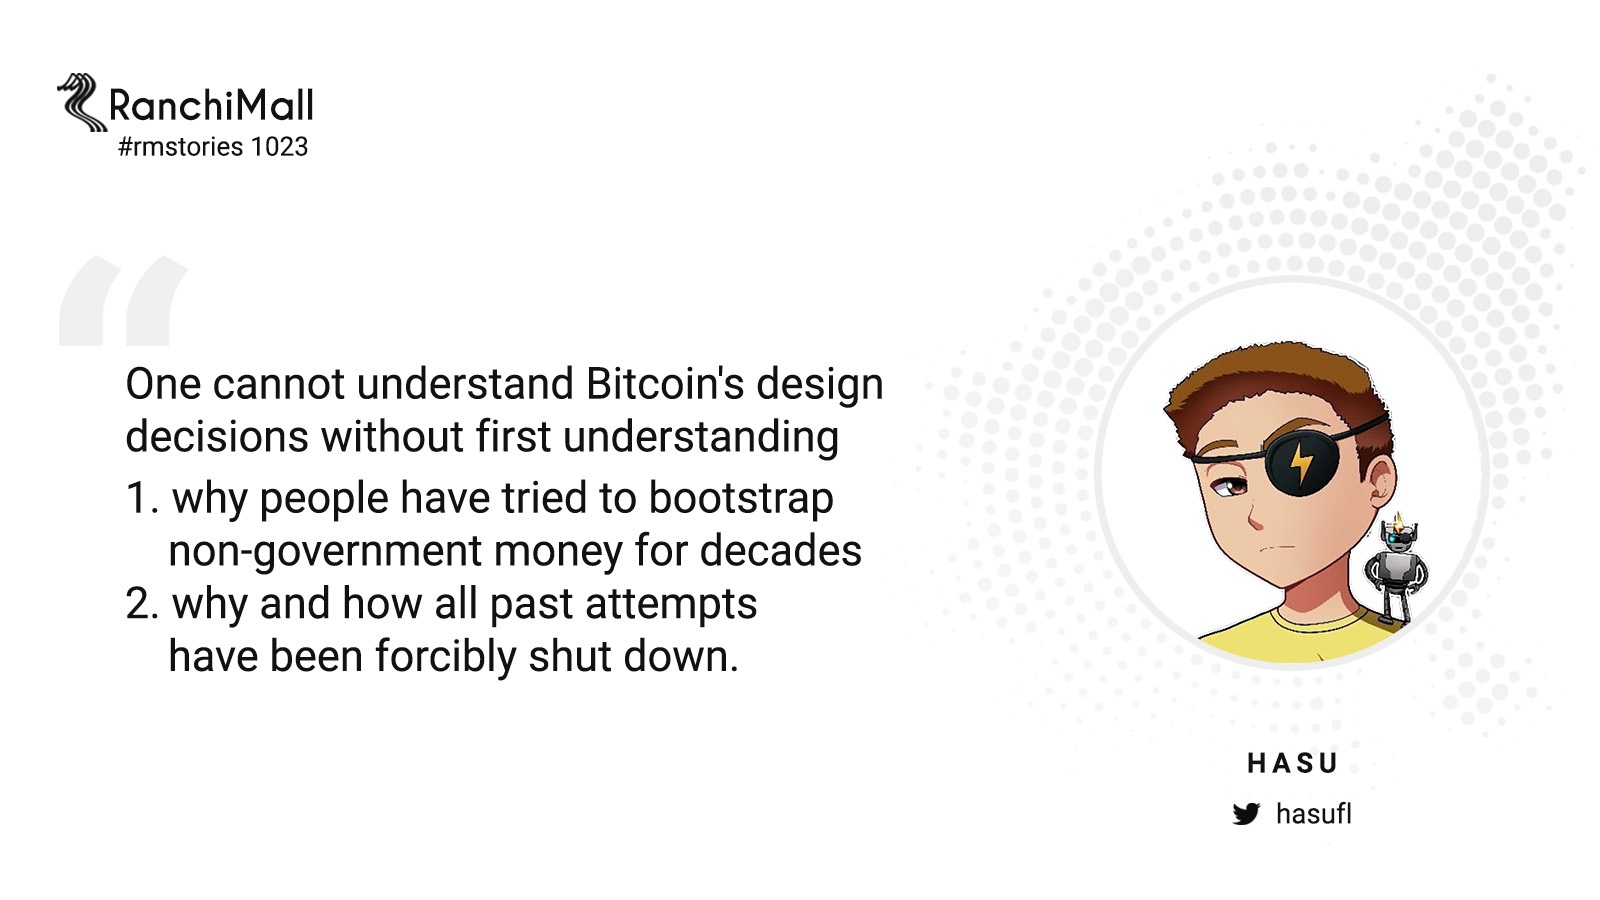 RanchiMall
#rmstories 1023
“
One cannot understand Bitcoin's design
decisions without first understanding
1. why people have tried to bootstrap
non-government money for decades
2. why and how all past attempts
have been forcibly shut down.
HASU
hasufl